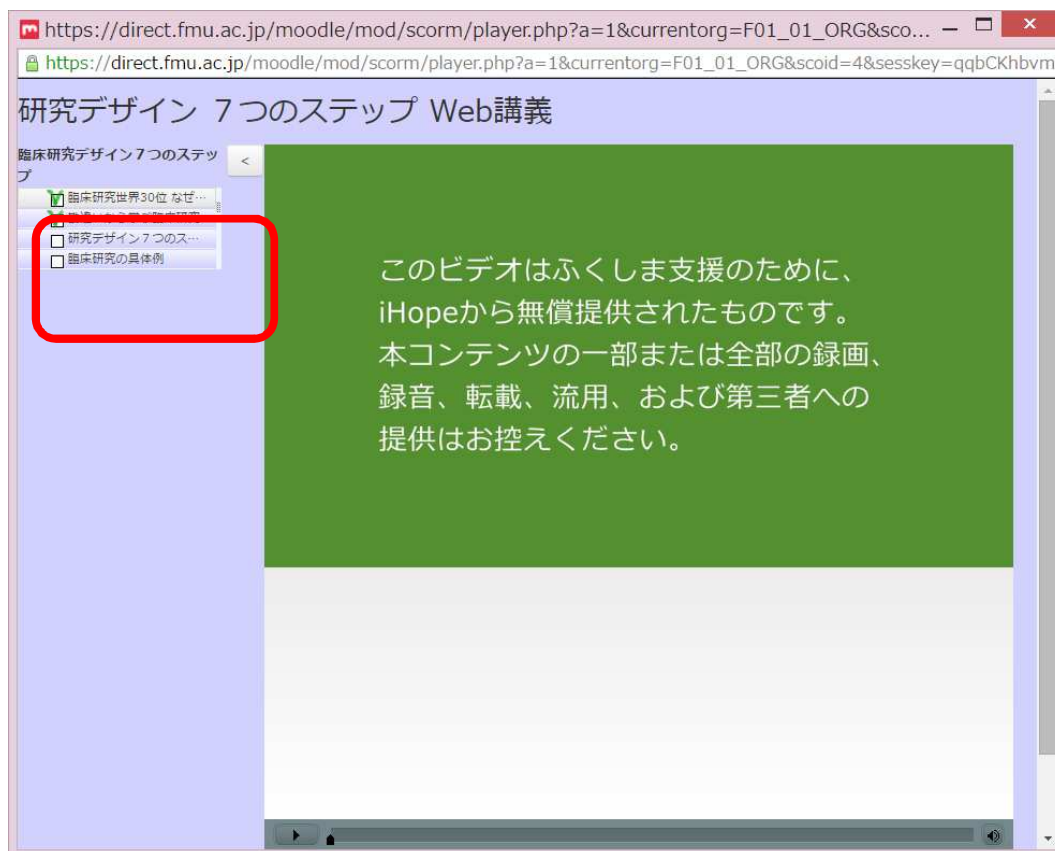 https://direct.fmu.ac.jp/moodle/mod/scorm/player.php?a=1&currentorg=F01_01_ORG&sco...
https://direct.fmu.ac.jp/moodle/mod/scorm/player.php?a=1&currentorg=F01_01_ORG&scoid=4&sesskey=qqbCKhbvm
研究デザイン 7つのステップ Web講義
臨床研究デザイン7つのステッ
プ
<
臨床研究世界30位 なぜ…
研究デザイン7つのス…
臨床研究の具体例
このビデオはふくしま支援のために、
iHopeから無償提供されたものです。
本コンテンツの一部または全部の録画、
録音、転載、流用、および第三者への
提供はお控えください。